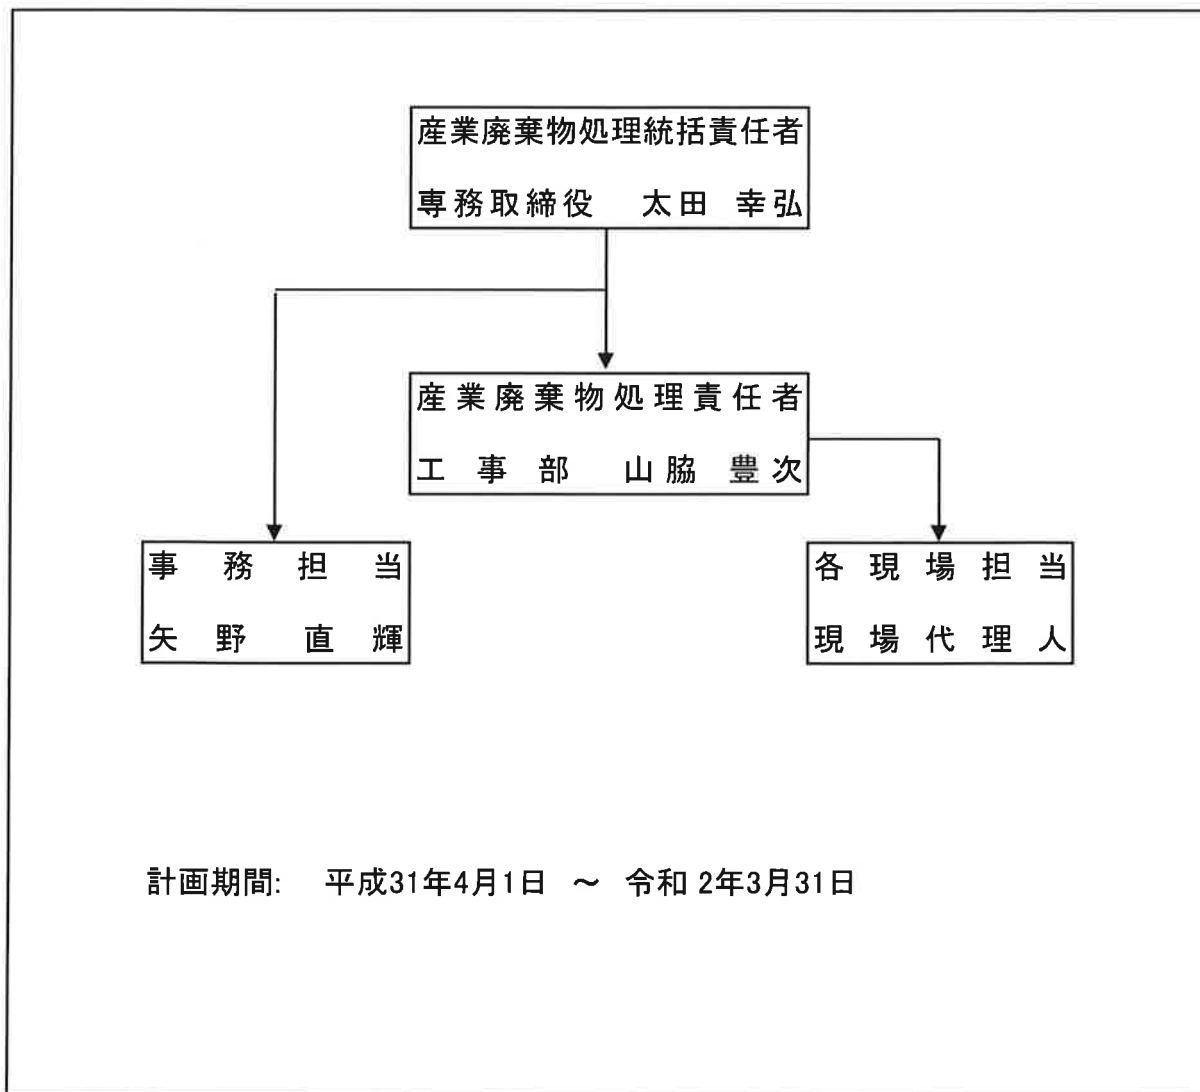 産業廃棄物処理統括責任者
専務取締役　太田　幸弘
産業廃棄物処理責任者
工事部　山脇　豊次
事務担当
矢野　直輝
各現場担当
現場代理人
計画期間:　平成31年4月1日　～　令和 2年3月31日